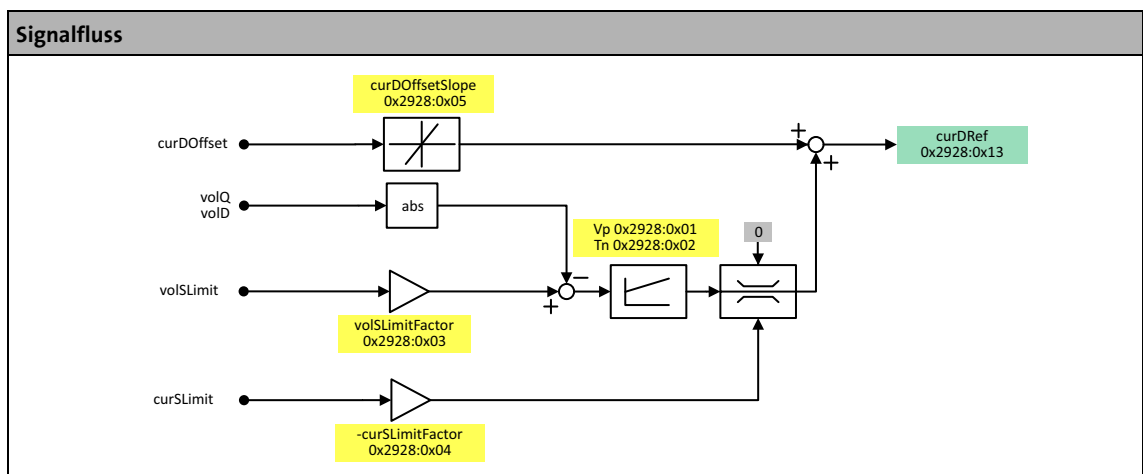 Signalfluss
curDOffsetSlope
0x2928:0x05
curDOffset
+
+
curDRef
0x2928:0x13
volQ
volD
abs
Vp 0x2928:0x01
Tn 0x2928:0x02
0
−
volSLimit
+
volSLimitFactor
0x2928:0x03
curSLimit
-curSLimitFactor
0x2928:0x04